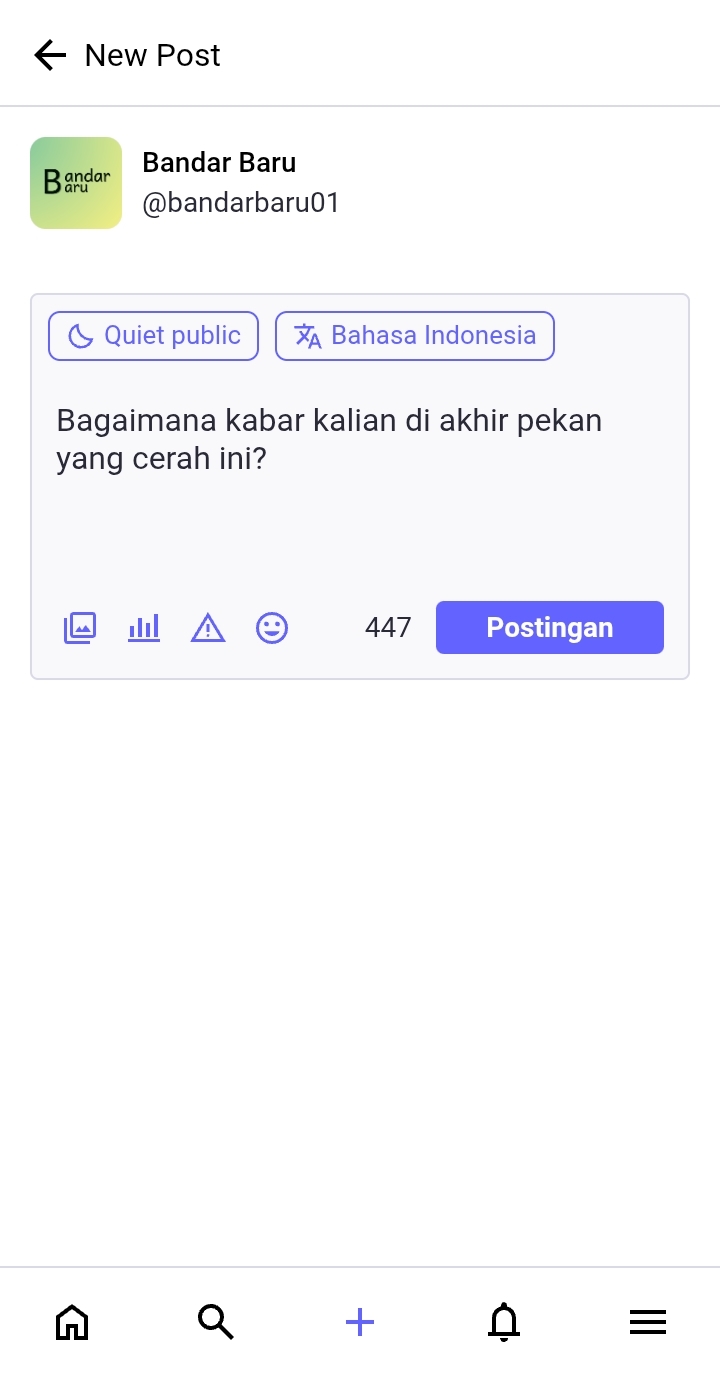 New Post
Bandar
Baru
Bandar Baru
@bandarbaru01
Quiet public
Bahasa Indonesia
Bagaimana kabar kalian di akhir pekan
yang cerah ini?
447
Postingan